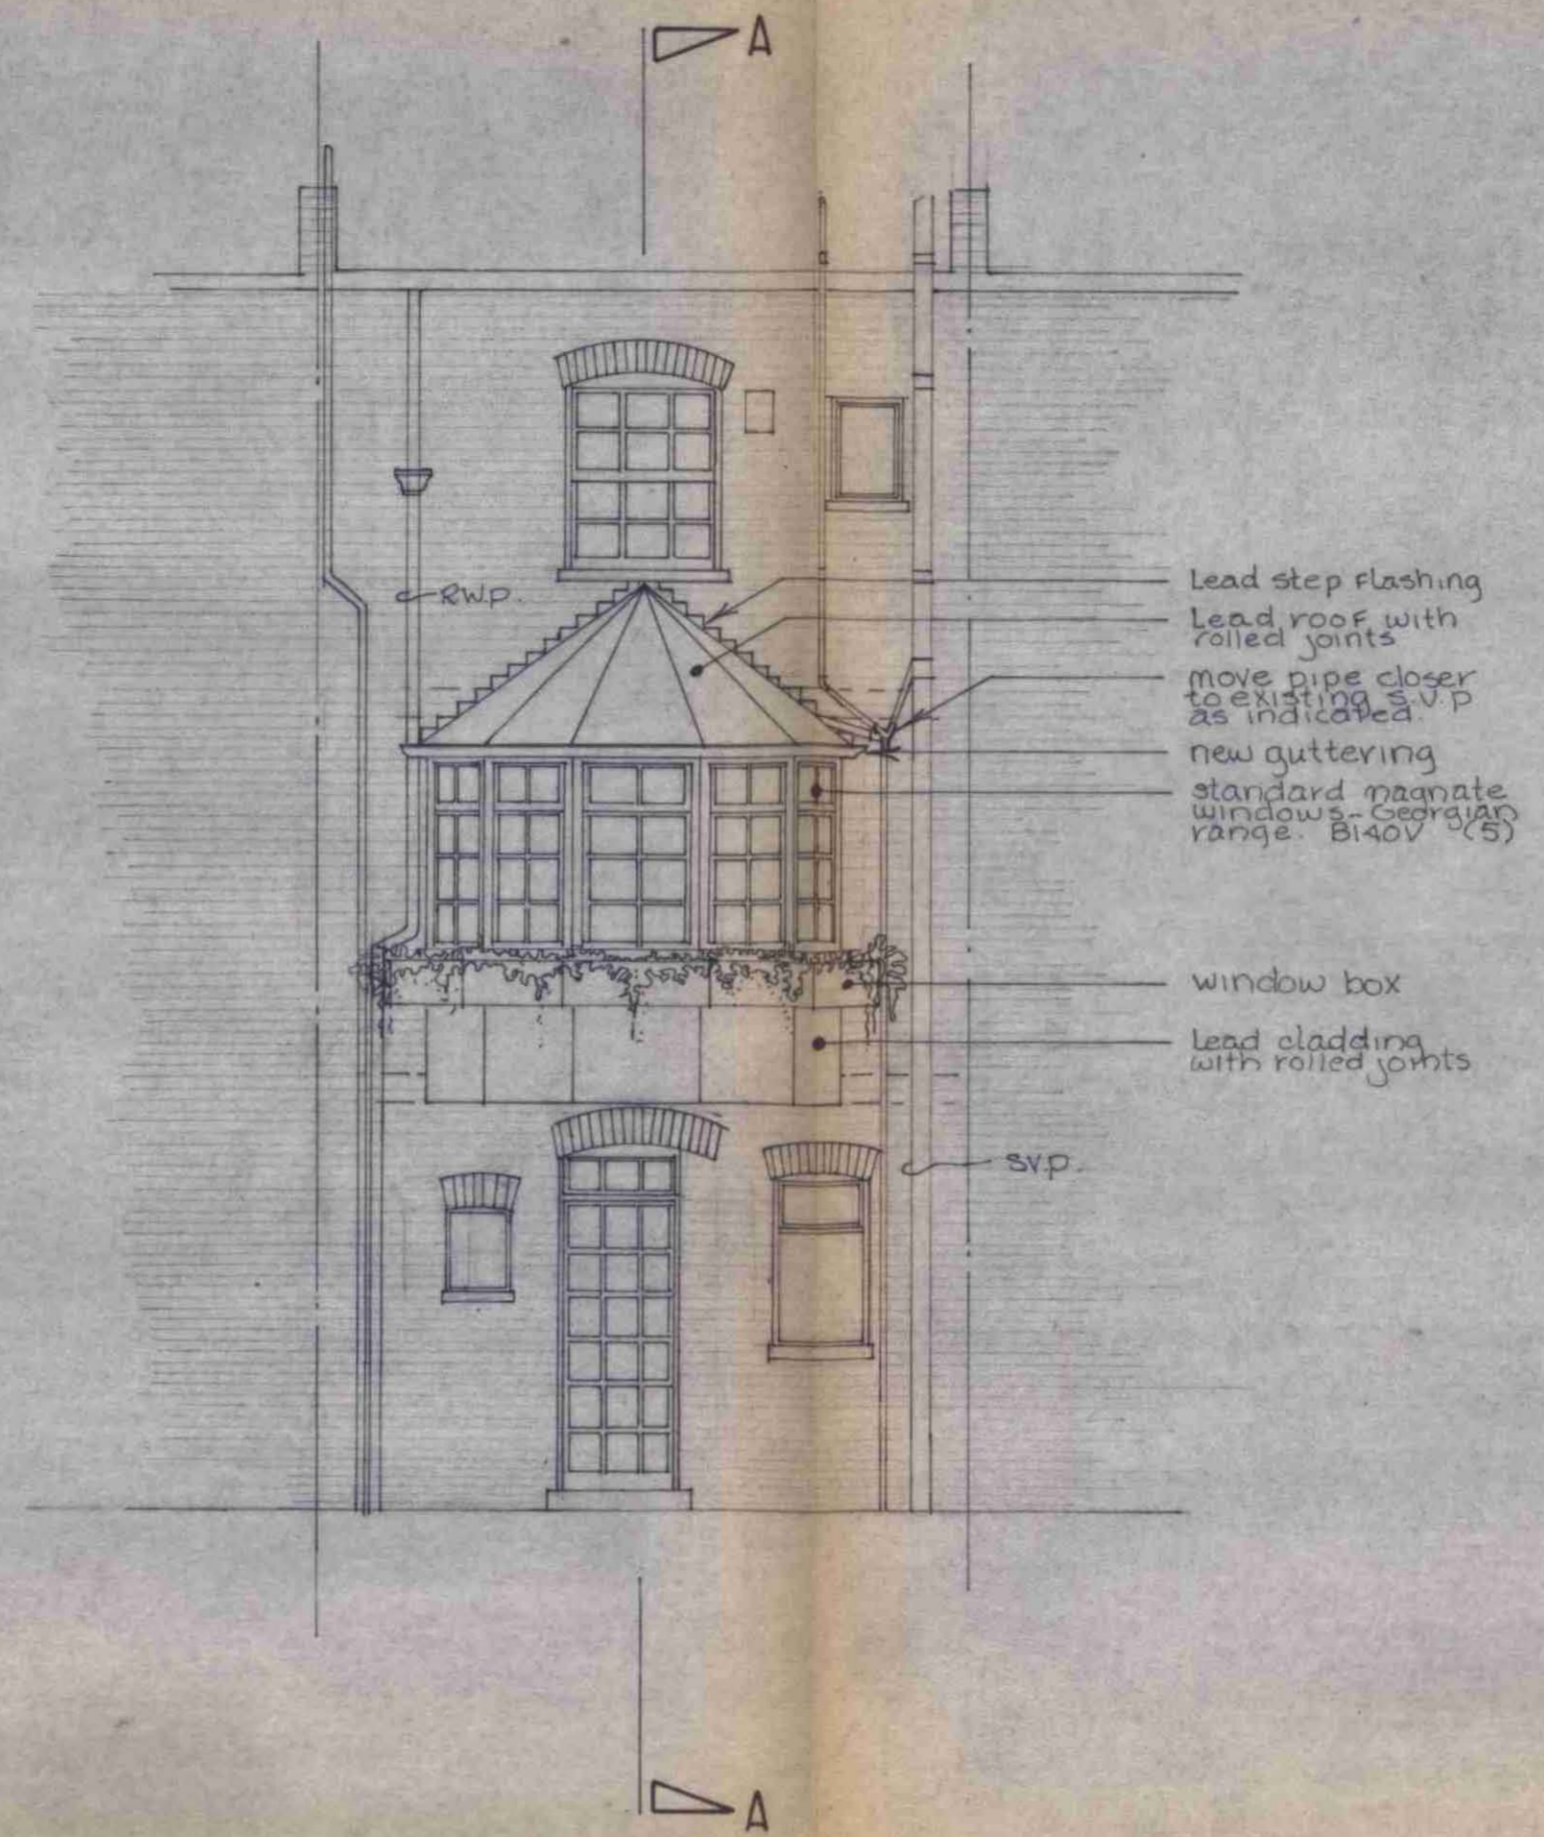 A
R.W.P.
Lead step flashing
Lead roof with
rolled joints
move pipe closer
to existing s.v.p
as indicated.
new guttering
standard magnate
windows - Georgian
range. B140V (5)
window box
Lead cladding
with rolled joints
S.V.P.
A